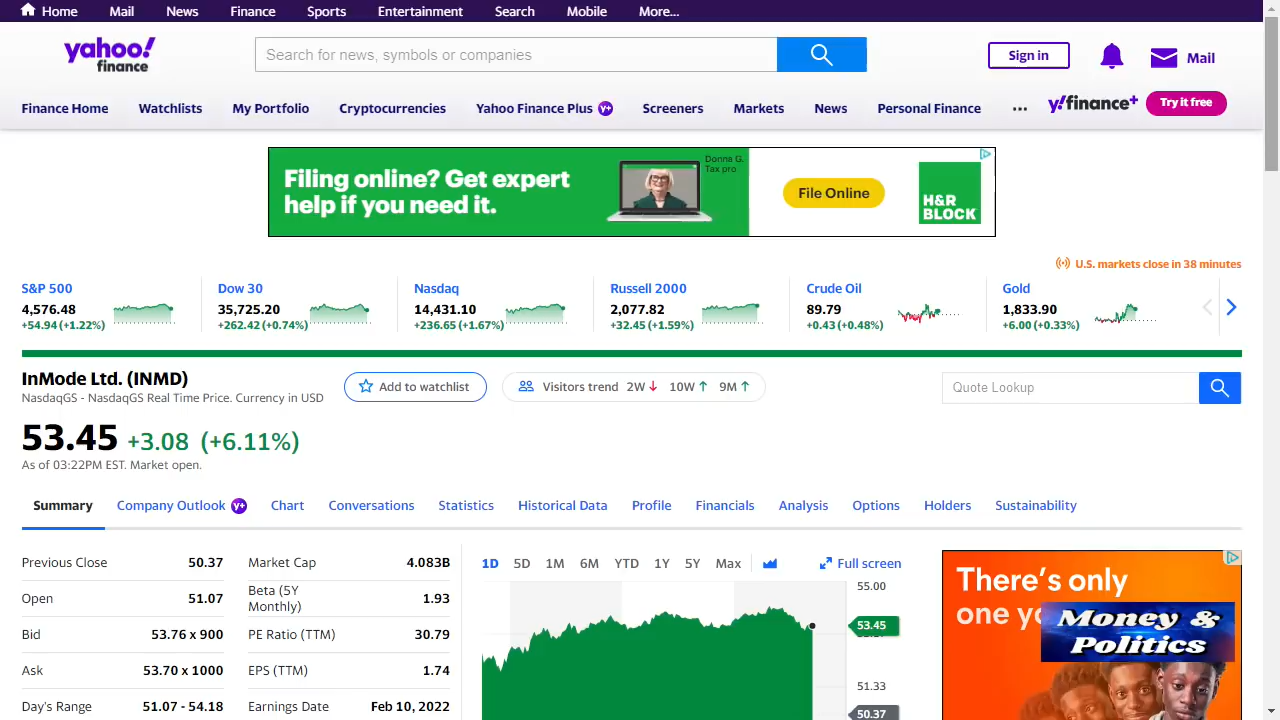 Home Mail News Finance Sports Entertainment Search Mobile More...
yahoo!
finance
Search for news, symbols or companies
Sign in
Mail
Finance Home Watchlists My Portfolio Cryptocurrencies Yahoo Finance Plus y+ Screeners Markets News Personal Finance ... y!finance+ Try it free
Filing online? Get expert
help if you need it.
Donna G.
Tax pro
File Online
H&R
BLOCK
U.S. markets close in 38 minutes
S&P 500 Dow 30 Nasdaq Russell 2000 Crude Oil Gold
4,576.48 35,725.20 14,431.10 2,077.82 89.79 1,833.90
+54.94 (+1.22%) +262.42 (+0.74%) +236.65 (+1.67%) +32.45 (+1.59%) +0.43 (+0.48%) +6.00 (+0.33%)
InMode Ltd. (INMD)
NasdaqGS - NasdaqGS Real Time Price. Currency in USD
Add to watchlist
Visitors trend 2W 10W 9M
Quote Lookup
53.45 +3.08 (+6.11%)
As of 03:22PM EST. Market open.
Summary Company Outlook y+ Chart Conversations Statistics Historical Data Profile Financials Analysis Options Holders Sustainability
Previous Close 50.37
Open 51.07
Bid 53.76 x 900
Ask 53.70 x 1000
Day's Range 51.07 - 54.18
Market Cap 4.083B
Beta (5Y
Monthly) 1.93
PE Ratio (TTM) 30.79
EPS (TTM) 1.74
Earnings Date Feb 10, 2022
1D 5D 1M 6M YTD 1Y 5Y Max Full screen
55.00
53.45
51.33
50.37
There's only
one
Money &
Politics